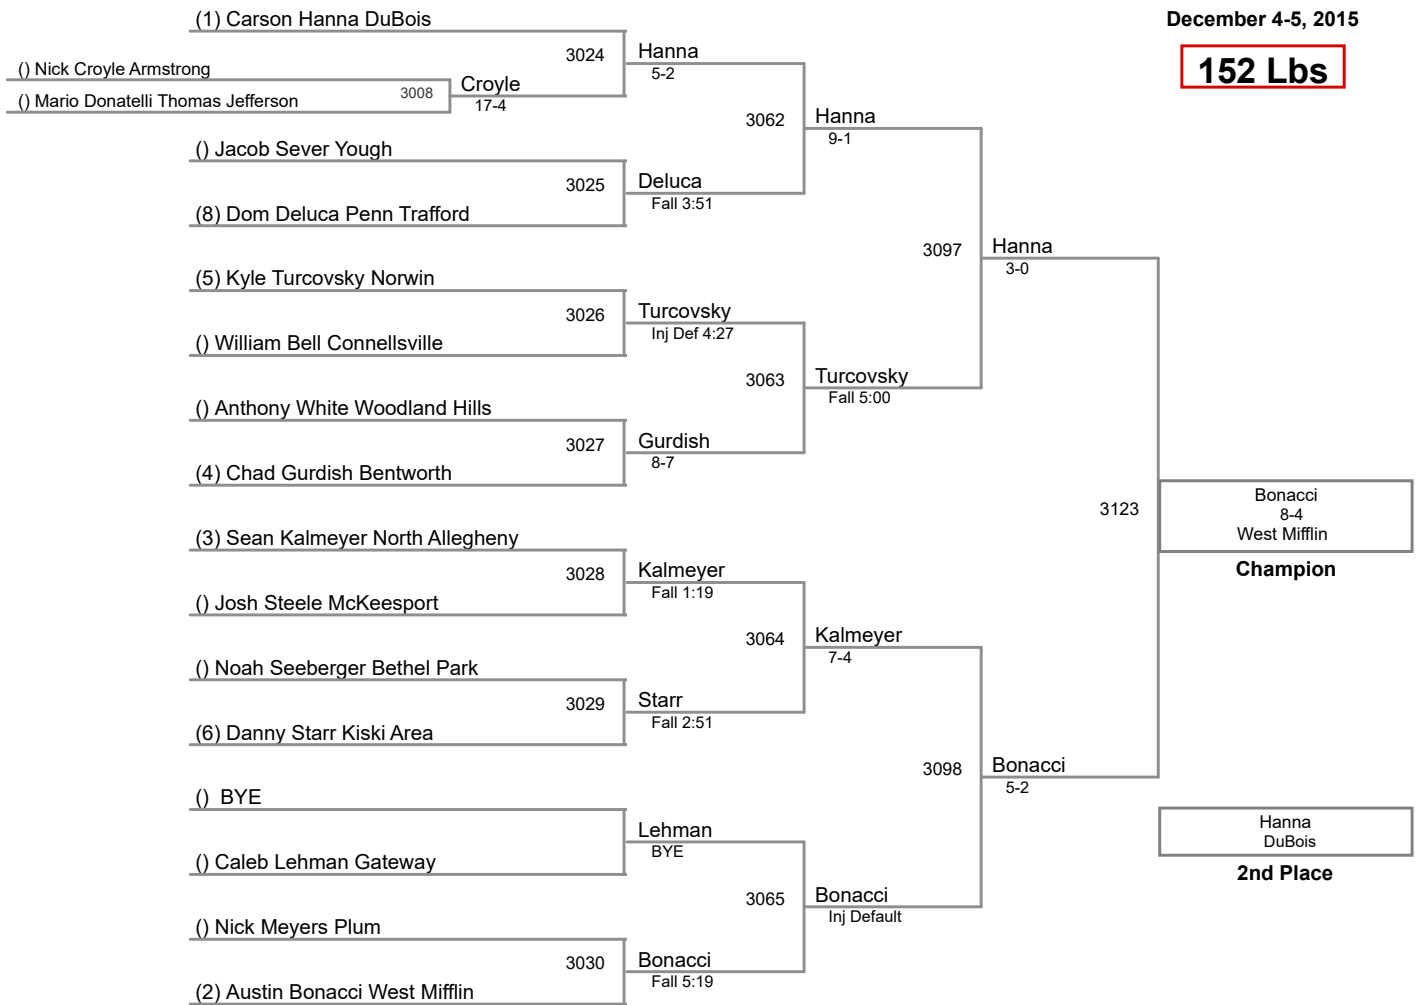 (1) Carson Hanna DuBois
December 4-5, 2015
3024
Hanna
5-2
152 Lbs
() Nick Croyle Armstrong
3008
Croyle
17-4
() Mario Donatelli Thomas Jefferson
3062
Hanna
9-1
() Jacob Sever Yough
3025
Deluca
Fall 3:51
(8) Dom Deluca Penn Trafford
3097
Hanna
3-0
(5) Kyle Turcovsky Norwin
3026
Turcovsky
Inj Def 4:27
() William Bell Connellsville
3063
Turcovsky
Fall 5:00
() Anthony White Woodland Hills
3027
Gurdish
8-7
(4) Chad Gurdish Bentworth
3123
Bonacci
8-4
West Mifflin
Champion
(3) Sean Kalmeyer North Allegheny
3028
Kalmeyer
Fall 1:19
() Josh Steele McKeesport
3064
Kalmeyer
7-4
() Noah Seeberger Bethel Park
3029
Starr
Fall 2:51
(6) Danny Starr Kiski Area
3098
Bonacci
5-2
() BYE
Lehman
BYE
() Caleb Lehman Gateway
Hanna
DuBois
2nd Place
3065
Bonacci
Inj Default
() Nick Meyers Plum
3030
Bonacci
Fall 5:19
(2) Austin Bonacci West Mifflin